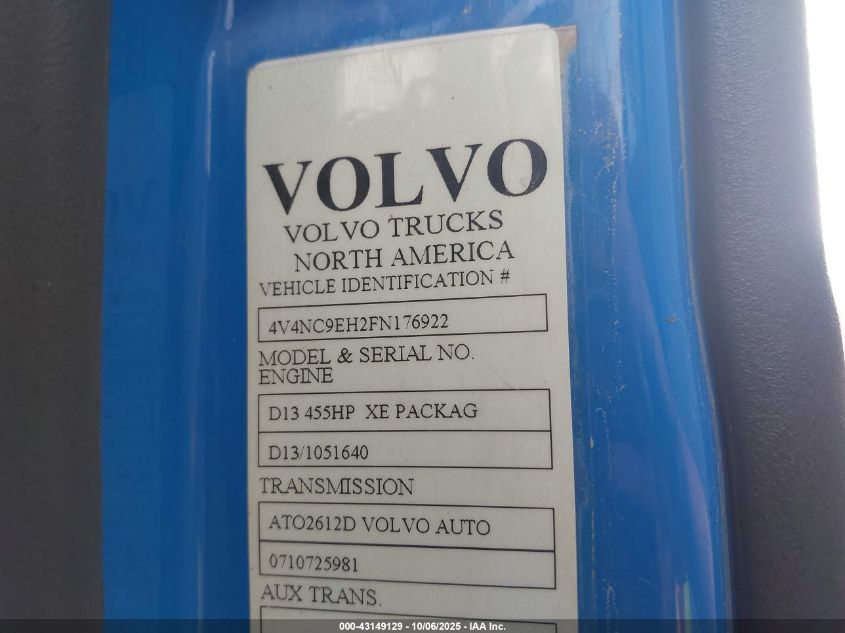 VOLVO
VOLVO TRUCKS
NORTH AMERICA
VEHICLE IDENTIFICATION #
4V4NC9EH2FN176922
MODEL & SERIAL NO.
ENGINE
D13 455HP XE PACKAG
D13/1051640
TRANSMISSION
ATO2612D VOLVO AUTO
0710725981
AUX TRANS.
000-43149129 - 10/06/2025 - IAA Inc.